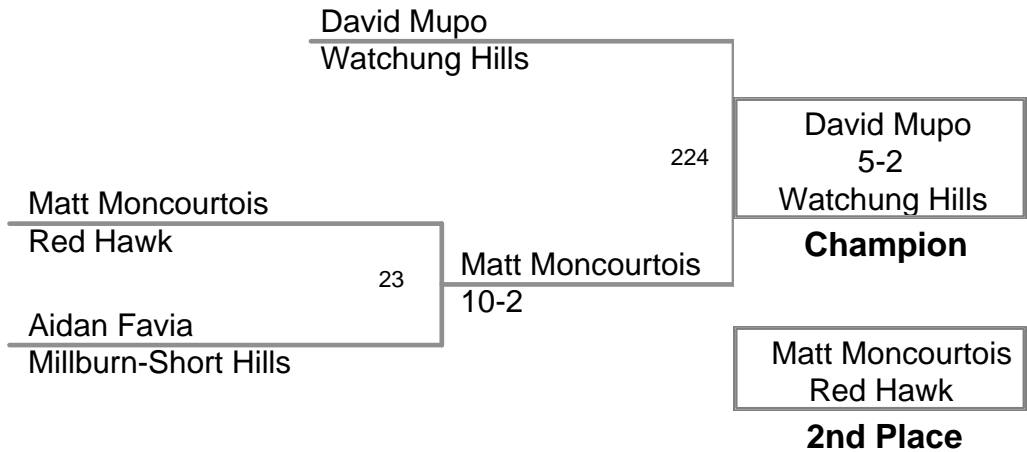 David Mupo
Watchung Hills
224
David Mupo
5-2
Watchung Hills
Champion
Matt Moncourtois
Red Hawk
23
Matt Moncourtois
10-2
Aidan Favia
Millburn-Short Hills
Matt Moncourtois
Red Hawk
2nd Place